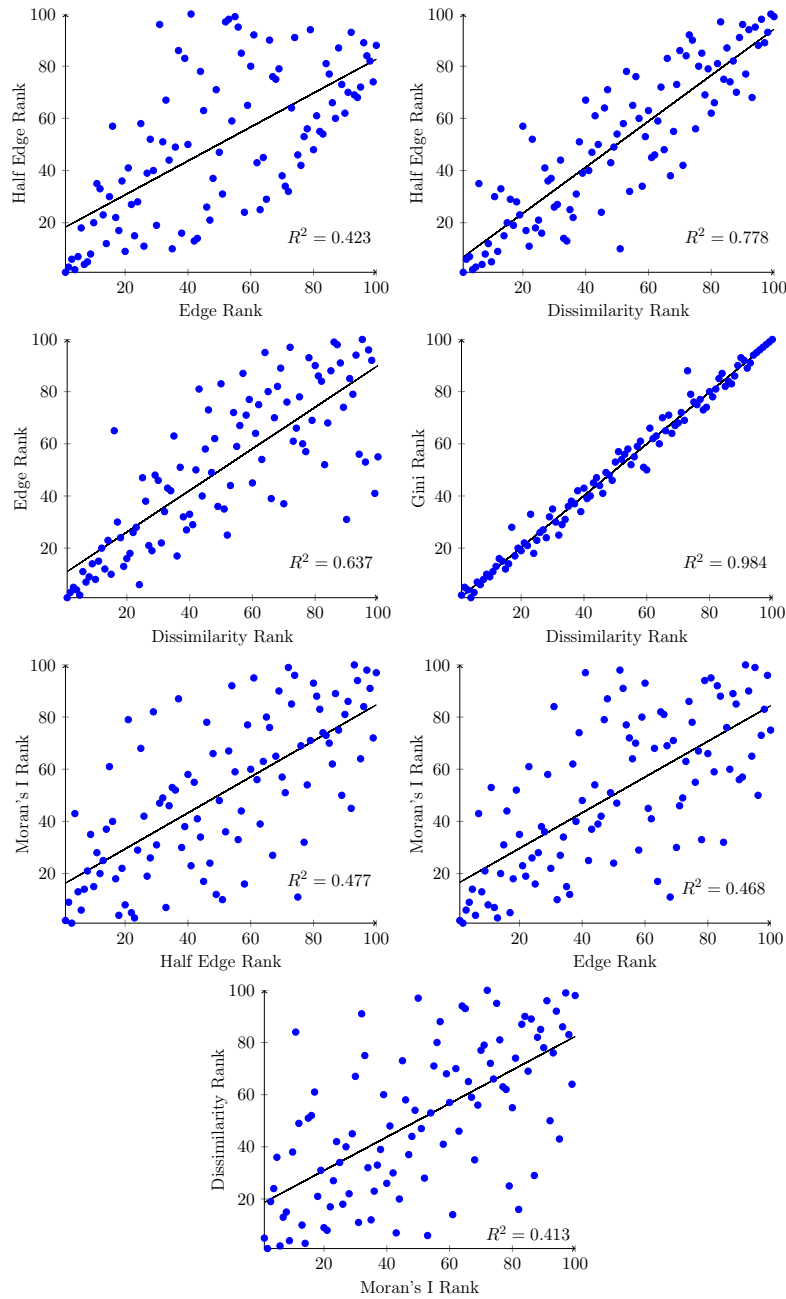 100
80
60
40
20
Half Edge Rank
R² = 0.423
20 40 60 80 100
Edge Rank
100
80
60
40
20
Half Edge Rank
R² = 0.778
20 40 60 80 100
Dissimilarity Rank
100
80
60
40
20
Edge Rank
R² = 0.637
20 40 60 80 100
Dissimilarity Rank
100
80
60
40
20
Gini Rank
R² = 0.984
20 40 60 80 100
Dissimilarity Rank
100
80
60
40
20
Moran's I Rank
R² = 0.477
20 40 60 80 100
Half Edge Rank
100
80
60
40
20
Moran's I Rank
R² = 0.468
20 40 60 80 100
Edge Rank
100
80
60
40
20
Dissimilarity Rank
R² = 0.413
20 40 60 80 100
Moran's I Rank